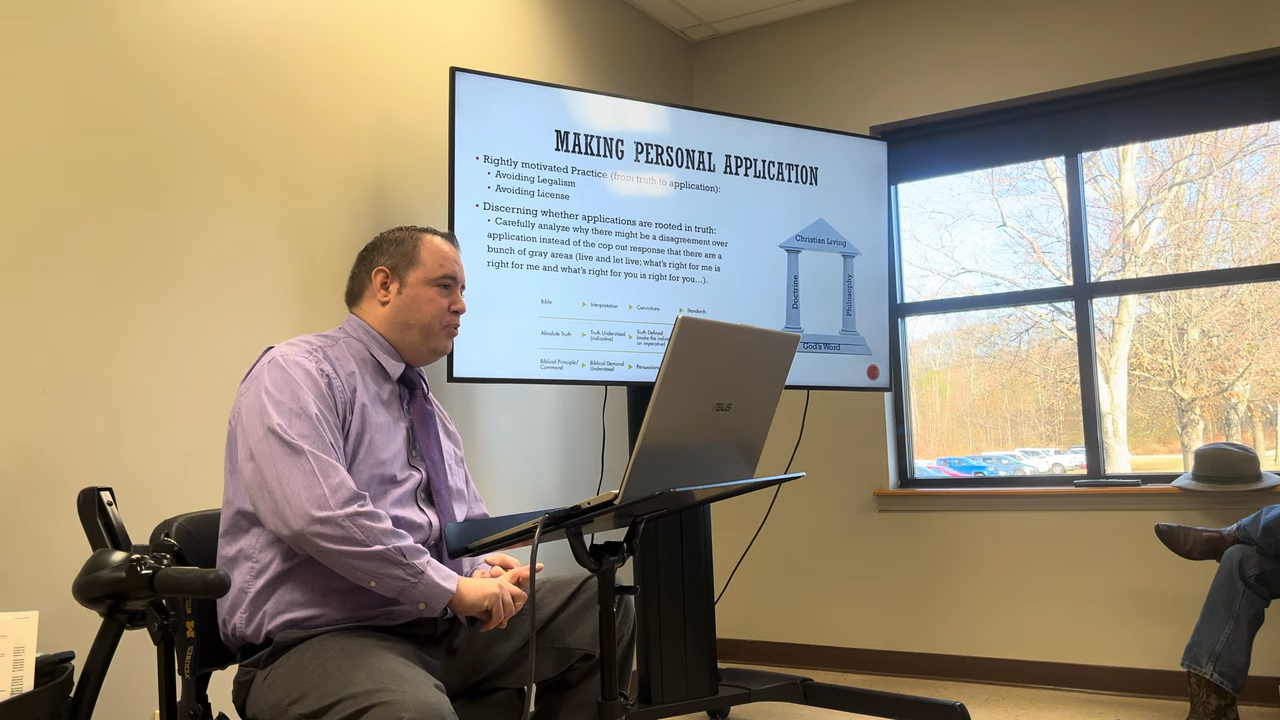 MAKING PERSONAL APPLICATION
Rightly motivated Practice (from truth to application):
Avoiding Legalism
Avoiding License
Discerning whether applications are rooted in truth:
Carefully analyze why there might be a disagreement over
application instead of the cop out response that there are a
bunch of gray areas (live and let live; what's right for me is
right for me and what's right for you is right for you...).
Bible Interpretation Convictions Standards
Absolute Truth Truth Understood (indicative) Truth Defined
Biblical Principle/ Command Biblical Demand Understood
Christian Living
Doctrine
Philosophy
God's Word
ASUS
M